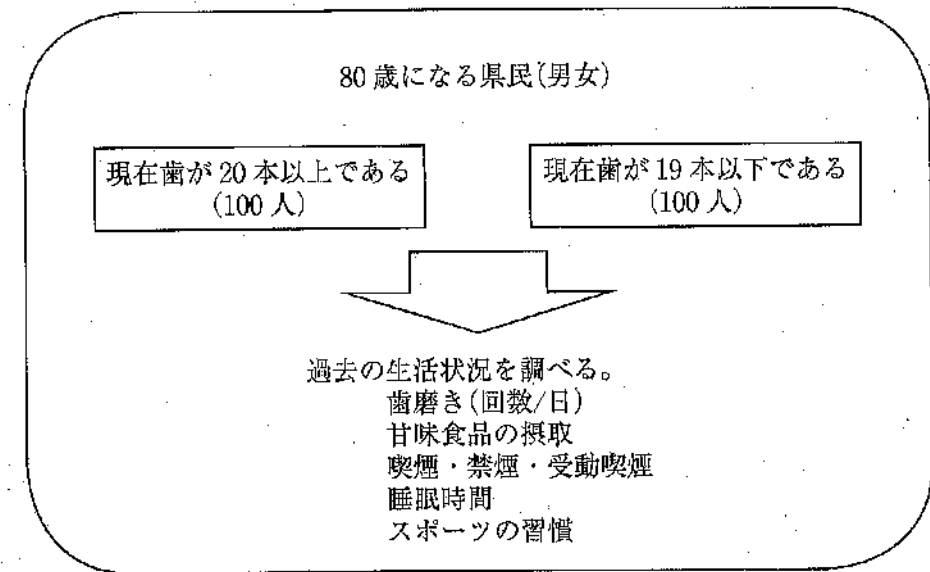 80歳になる県民(男女)
現在歯が20本以上である
(100人)
現在歯が19本以下である
(100人)
過去の生活状況を調べる。
歯磨き(回数/日)
甘味食品の摂取
喫煙・禁煙・受動喫煙
睡眠時間
スポーツの習慣